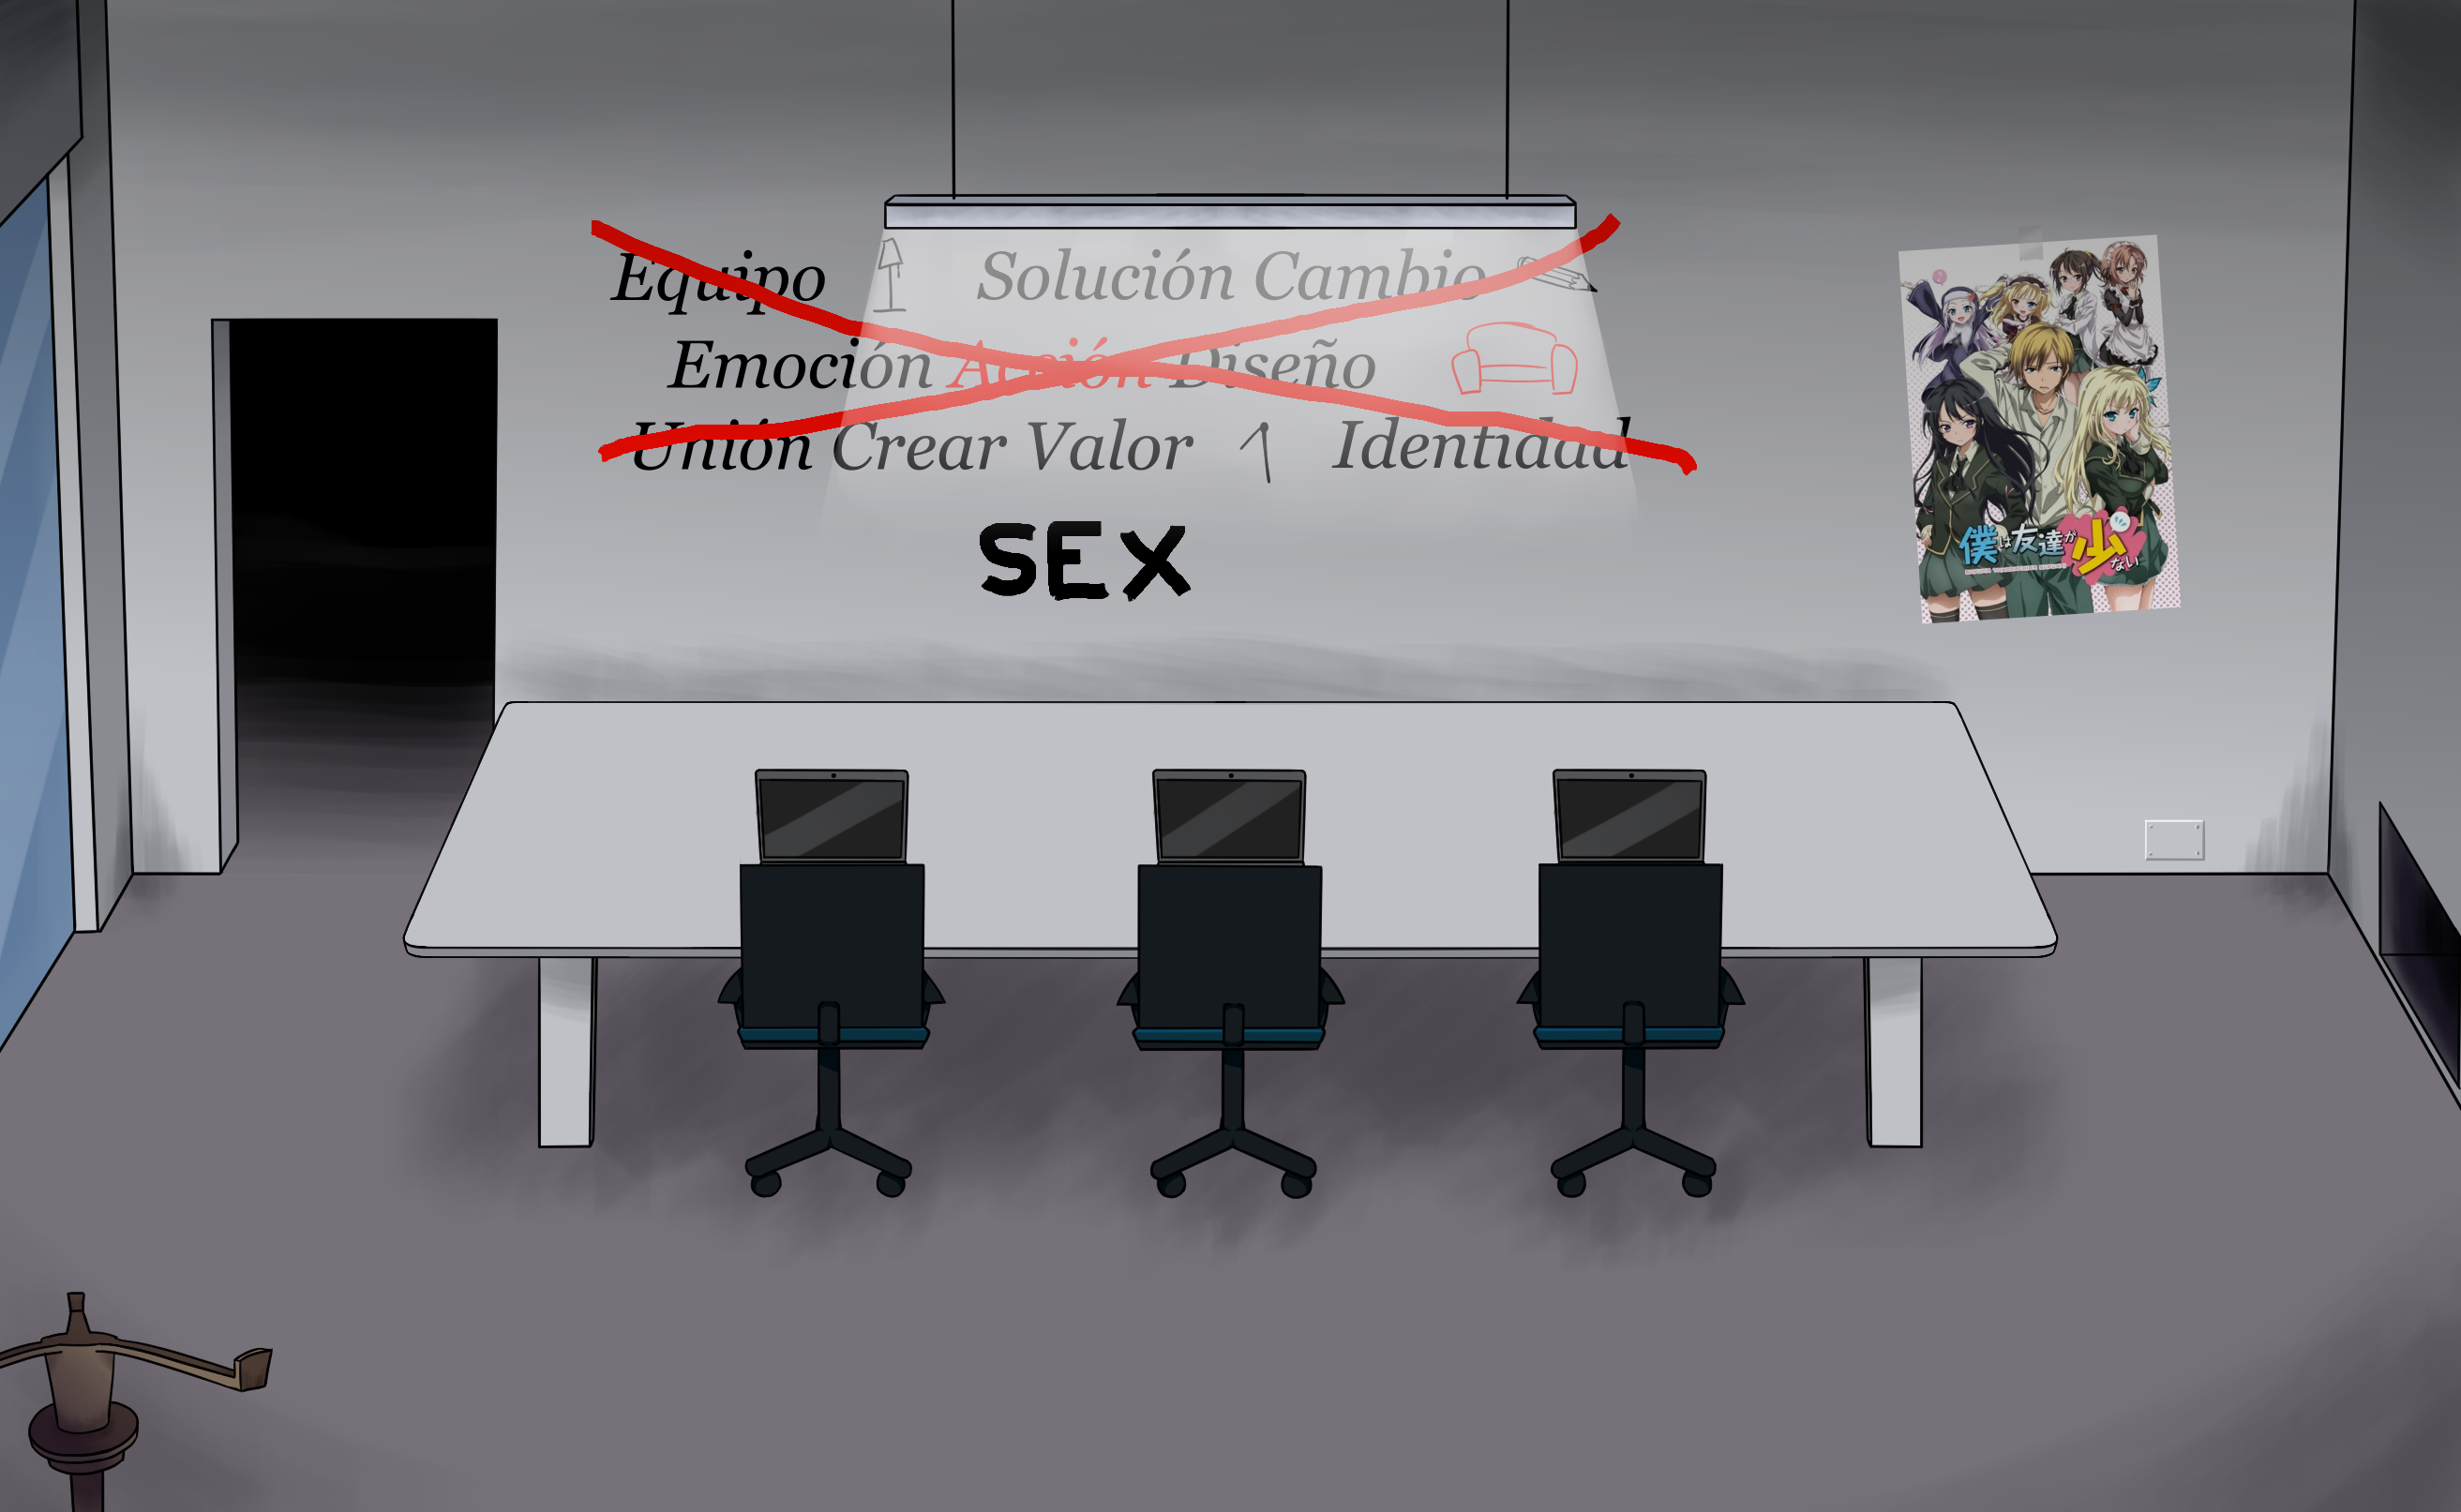 Equipo Solución Cambio
Emoción Acción Diseño
Unión Crear Valor Identidad
SEX
僕は友達が少ない